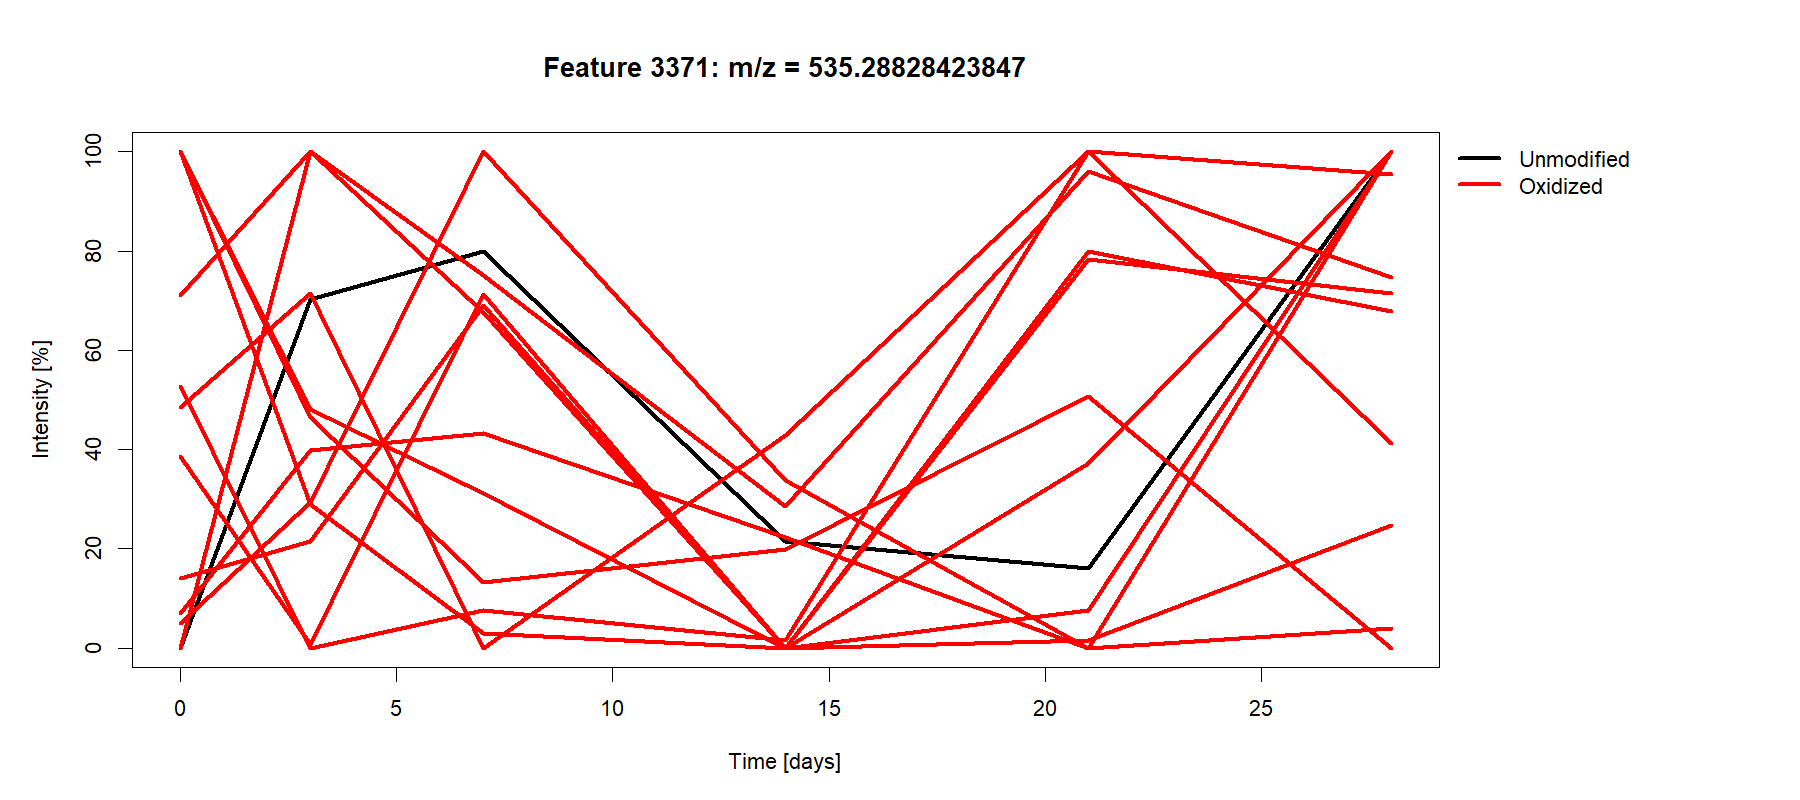 Feature 3371: m/z = 535.28828423847
Unmodified
Oxidized
Intensity [%]
100
80
60
40
20
0
0 5 10 15 20 25
Time [days]